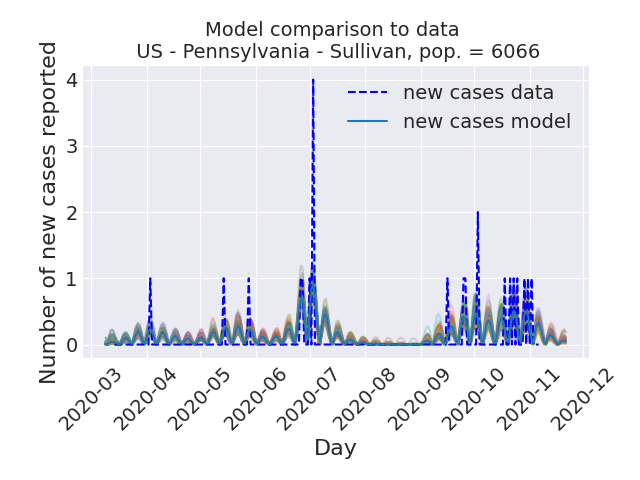 Model comparison to data
US - Pennsylvania - Sullivan, pop. = 6066
Number of new cases reported
4
3
2
1
0
new cases data
new cases model
2020-03
2020-04
2020-05
2020-06
2020-07
2020-08
2020-09
2020-10
2020-11
2020-12
Day